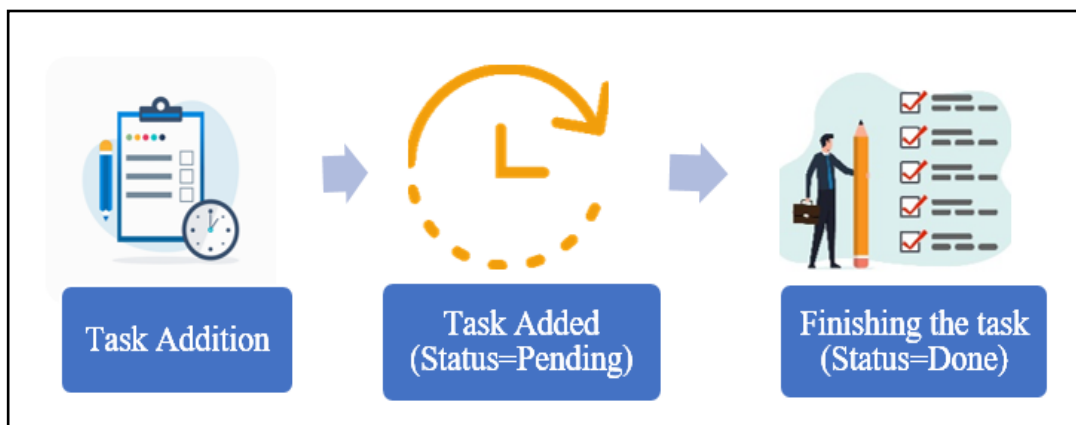 Task Addition
Task Added
(Status=Pending)
Finishing the task
(Status=Done)